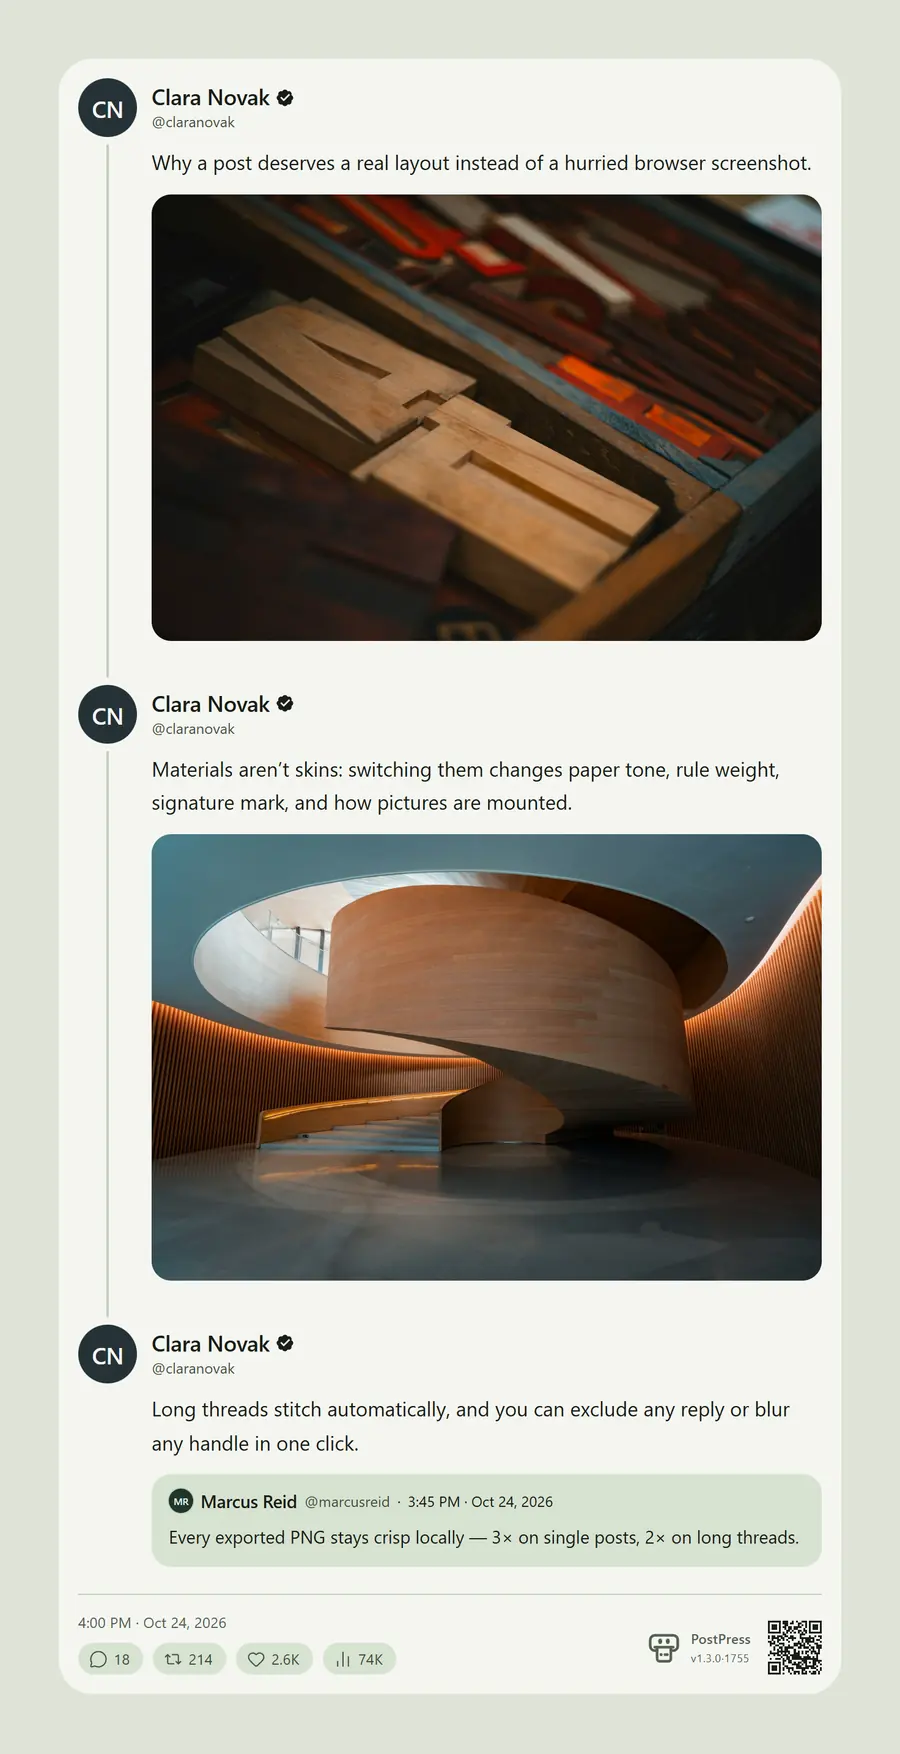 CN
Clara Novak
@claranovak
Why a post deserves a real layout instead of a hurried browser screenshot.
CN
Clara Novak
@claranovak
Materials aren’t skins: switching them changes paper tone, rule weight,
signature mark, and how pictures are mounted.
CN
Clara Novak
@claranovak
Long threads stitch automatically, and you can exclude any reply or blur
any handle in one click.
MR Marcus Reid @marcusreid · 3:45 PM · Oct 24, 2026
Every exported PNG stays crisp locally — 3× on single posts, 2× on long threads.
4:00 PM · Oct 24, 2026
18 214 2.6K 74K
PostPress
v1.3.0·1755